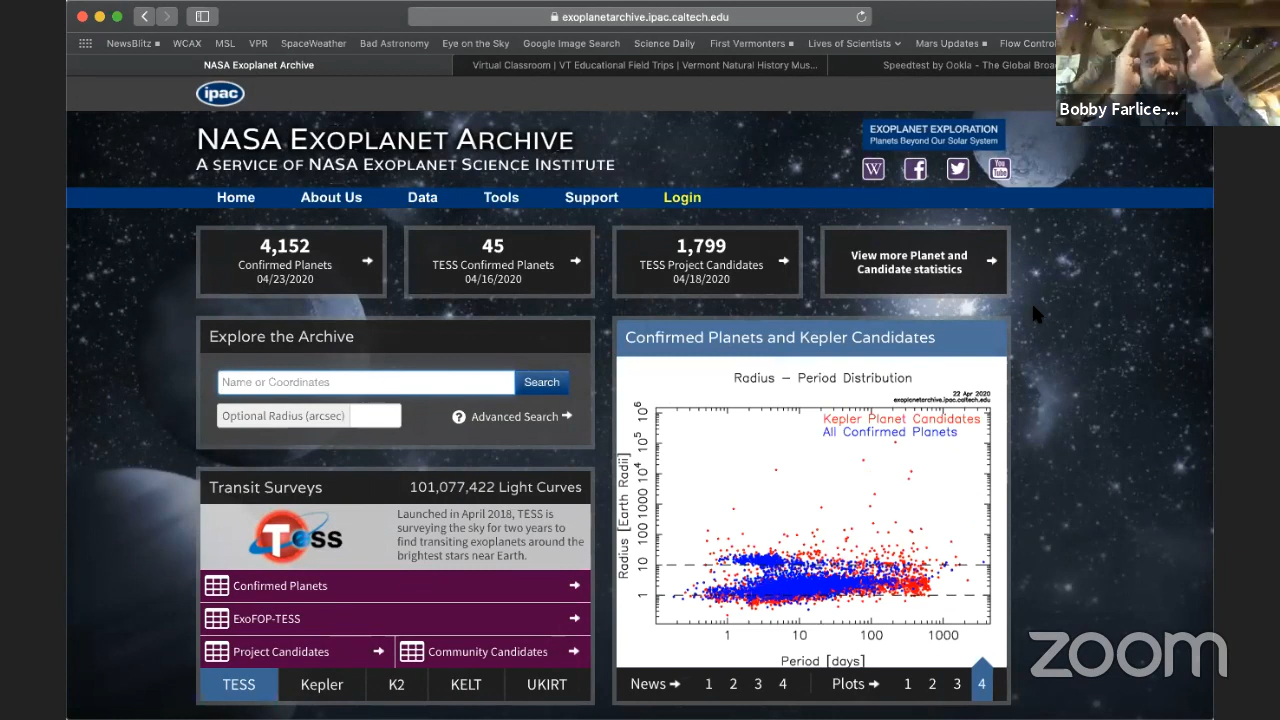 exoplanetarchive.ipac.caltech.edu
NewsBlitz WCAX MSL VPR SpaceWeather Bad Astronomy Eye on the Sky Google Image Search Science Daily First Vermonters Lives of Scientists Mars Updates Flow Control
NASA Exoplanet Archive
Virtual Classroom | VT Educational Field Trips | Vermont Natural History Mus...
Speedtest by Ookla - The Global Broa
Bobby Farlice-...
ipac
NASA EXOPLANET ARCHIVE
A SERVICE OF NASA EXOPLANET SCIENCE INSTITUTE
EXOPLANET EXPLORATION
Planets Beyond Our Solar System
W
You
Tube
Home About Us Data Tools Support Login
4,152
Confirmed Planets
04/23/2020
45
TESS Confirmed Planets
04/16/2020
1,799
TESS Project Candidates
04/18/2020
View more Planet and
Candidate statistics
Explore the Archive
Name or Coordinates
Search
Optional Radius (arcsec)
? Advanced Search
Transit Surveys 101,077,422 Light Curves
Tess
Launched in April 2018, TESS is
surveying the sky for two years to
find transiting exoplanets around the
brightest stars near Earth.
Confirmed Planets
ExoFOP-TESS
Project Candidates
Community Candidates
TESS Kepler K2 KELT UKIRT
Confirmed Planets and Kepler Candidates
Radius – Period Distribution
22 Apr 2020
exoplanetarchive.ipac.caltech.edu
Kepler Planet Candidates
All Confirmed Planets
Radius [Earth Radii]
1 10 100 1000 10⁴ 10⁵ 10⁶
1 10 100 1000
Period [days]
News 1 2 3 4 Plots 1 2 3 4
zoom